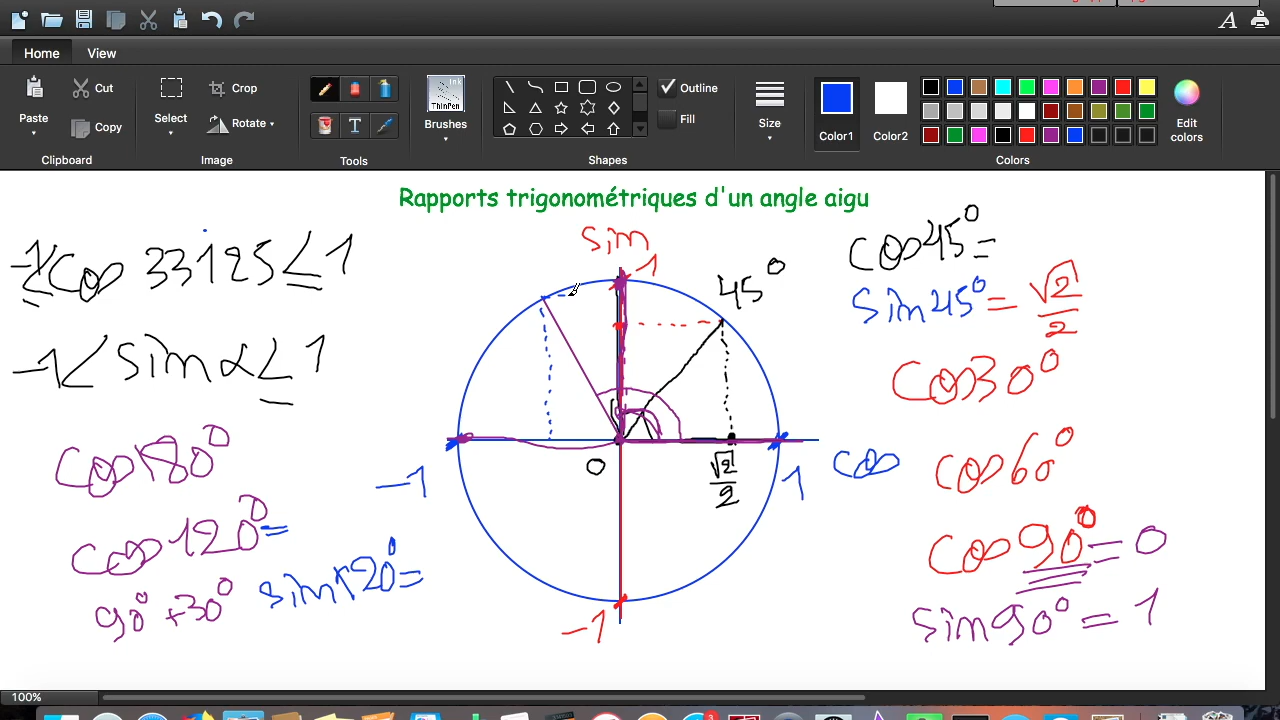 A
Home
View
Paste
Cut
Copy
Clipboard
Select
Crop
Rotate
Image
Tools
Ink
ThinPen
Brushes
Shapes
Outline
Fill
Size
Color1
Color2
Edit
colors
Colors
Rapports trigonométriques d'un angle aigu
-1 ≤ cos 33125 ≤ 1
-1 ≤ sin α ≤ 1
cos 180°
cos 120° =
90° + 30°
sin 120° =
sin
1
45°
-1
0
√2/2
1
cos
-1
cos 45° =
sin 45° = √2/2
cos 30°
cos 60°
cos 90° = 0
sin 90° = 1
100%